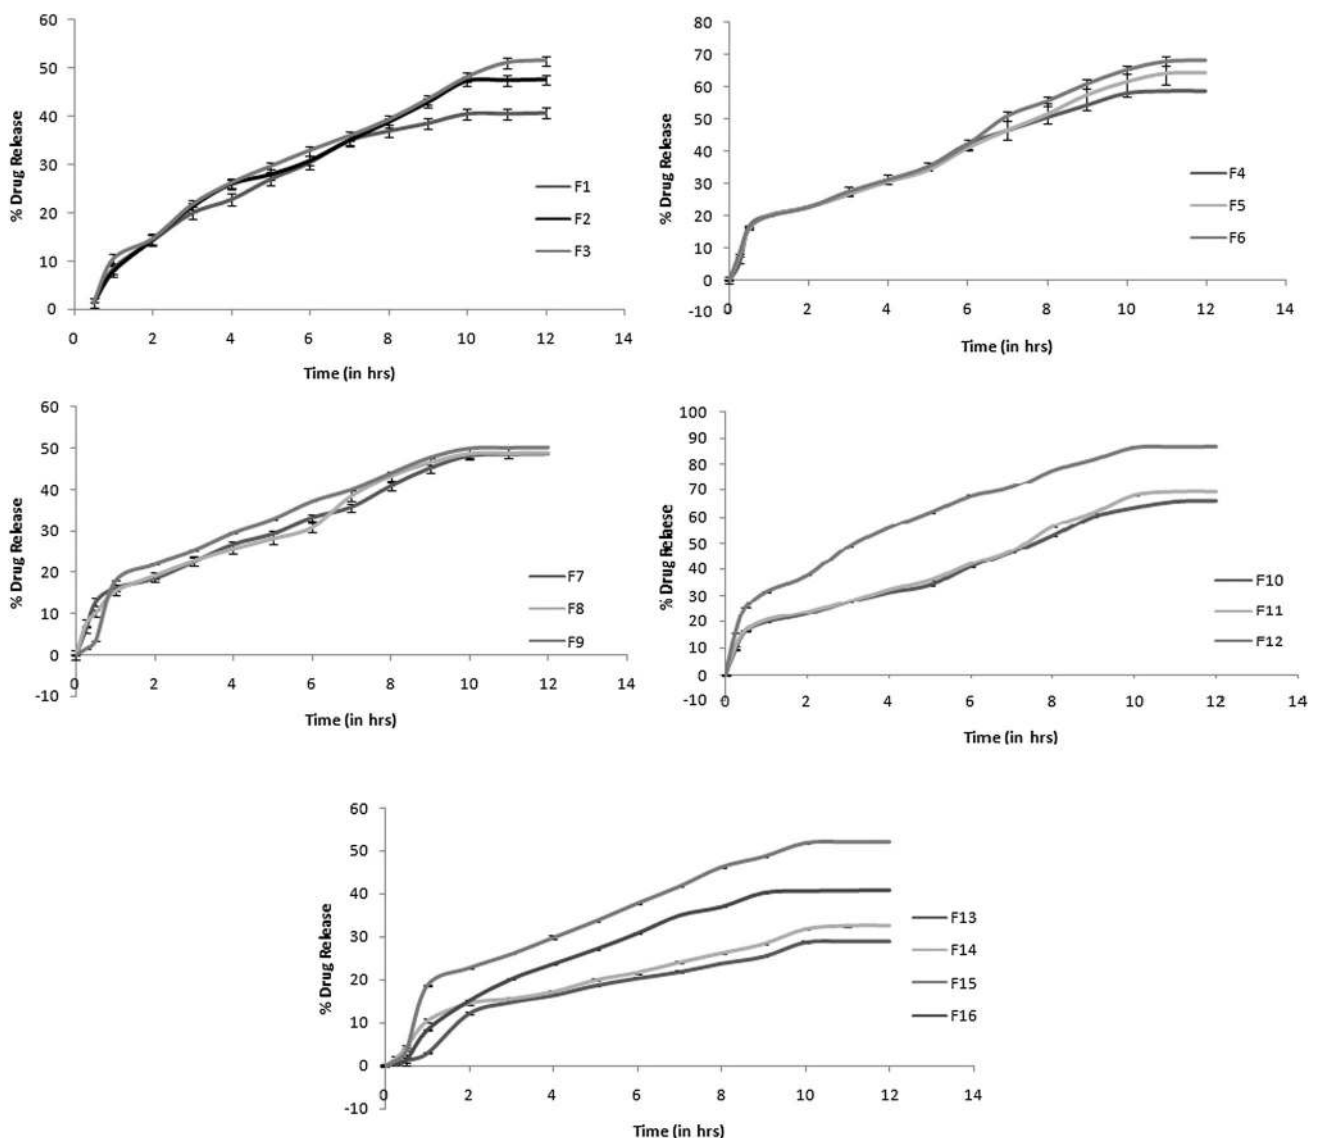 60
50
40
30
20
10
0
% Drug Release
0 2 4 6 8 10 12 14
Time (in hrs)
F1
F2
F3
80
70
60
50
40
30
20
10
0
-10
% Drug Release
0 2 4 6 8 10 12 14
Time (in hrs)
F4
F5
F6
60
50
40
30
20
10
0
-10
% Drug Release
0 2 4 6 8 10 12 14
Time (in hrs)
F7
F8
F9
100
90
80
70
60
50
40
30
20
10
0
-10
% Drug Relaese
0 2 4 6 8 10 12 14
Time (in hrs)
F10
F11
F12
60
50
40
30
20
10
0
-10
% Drug Release
0 2 4 6 8 10 12 14
Time (in hrs)
F13
F14
F15
F16